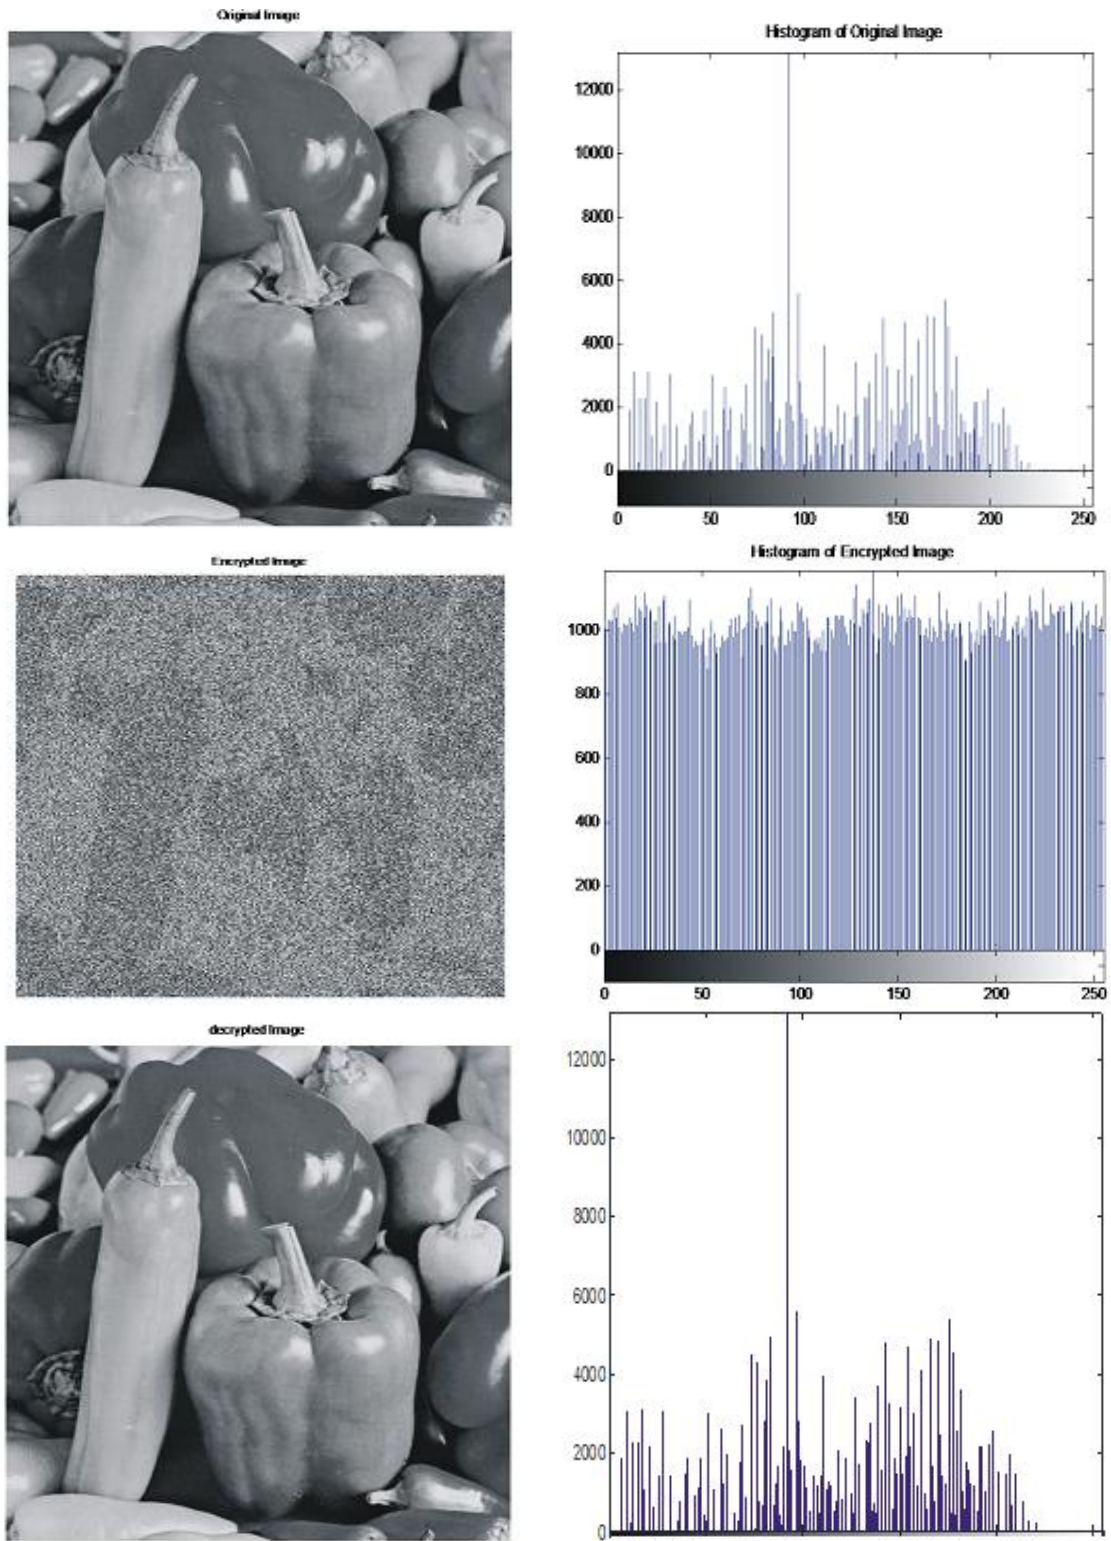 Original Image
Histogram of Original Image
12000
10000
8000
6000
4000
2000
0
0 50 100 150 200 250
Encrypted Image
Histogram of Encrypted Image
1000
800
600
400
200
0
0 50 100 150 200 250
decrypted Image
12000
10000
8000
6000
4000
2000
0